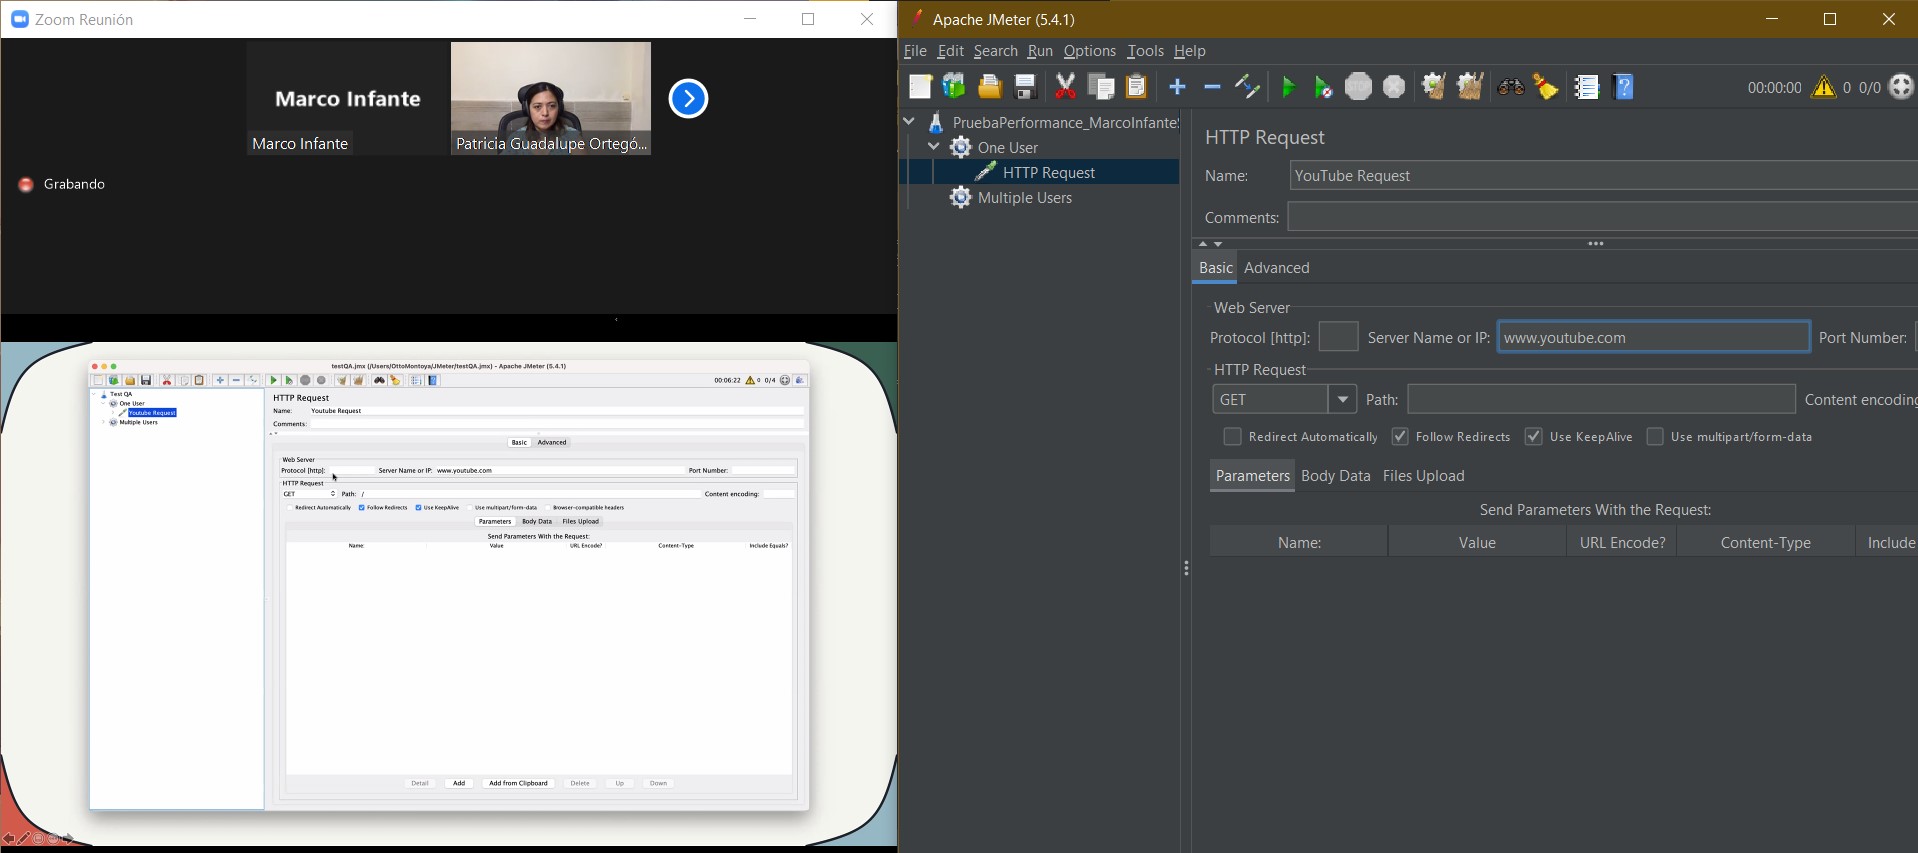 Zoom Reunión
Marco Infante
Marco Infante
Patricia Guadalupe Ortegó...
Grabando
testQA.jmx (/Users/OttoMontoya/JMeter/testQA.jmx) - Apache JMeter (5.4.1)
00:06:22 0 0/4
Test QA
One User
Youtube Request
Multiple Users
HTTP Request
Name: Youtube Request
Comments:
Basic Advanced
Web Server
Protocol [http]: Server Name or IP: www.youtube.com Port Number:
HTTP Request
GET Path: / Content encoding:
Redirect Automatically Follow Redirects Use KeepAlive Use multipart/form-data Browser-compatible headers
Parameters Body Data Files Upload
Send Parameters With the Request:
Name: Value URL Encode? Content-Type Include Equals?
Detail Add Add from Clipboard Delete Up Down
Apache JMeter (5.4.1)
File Edit Search Run Options Tools Help
STOP 00:00:00 0 0/0
PruebaPerformance_MarcoInfante
One User
HTTP Request
Multiple Users
HTTP Request
Name: YouTube Request
Comments:
Basic Advanced
Web Server
Protocol [http]: Server Name or IP: www.youtube.com Port Number:
HTTP Request
GET Path: Content encoding
Redirect Automatically Follow Redirects Use KeepAlive Use multipart/form-data
Parameters Body Data Files Upload
Send Parameters With the Request:
Name: Value URL Encode? Content-Type Include